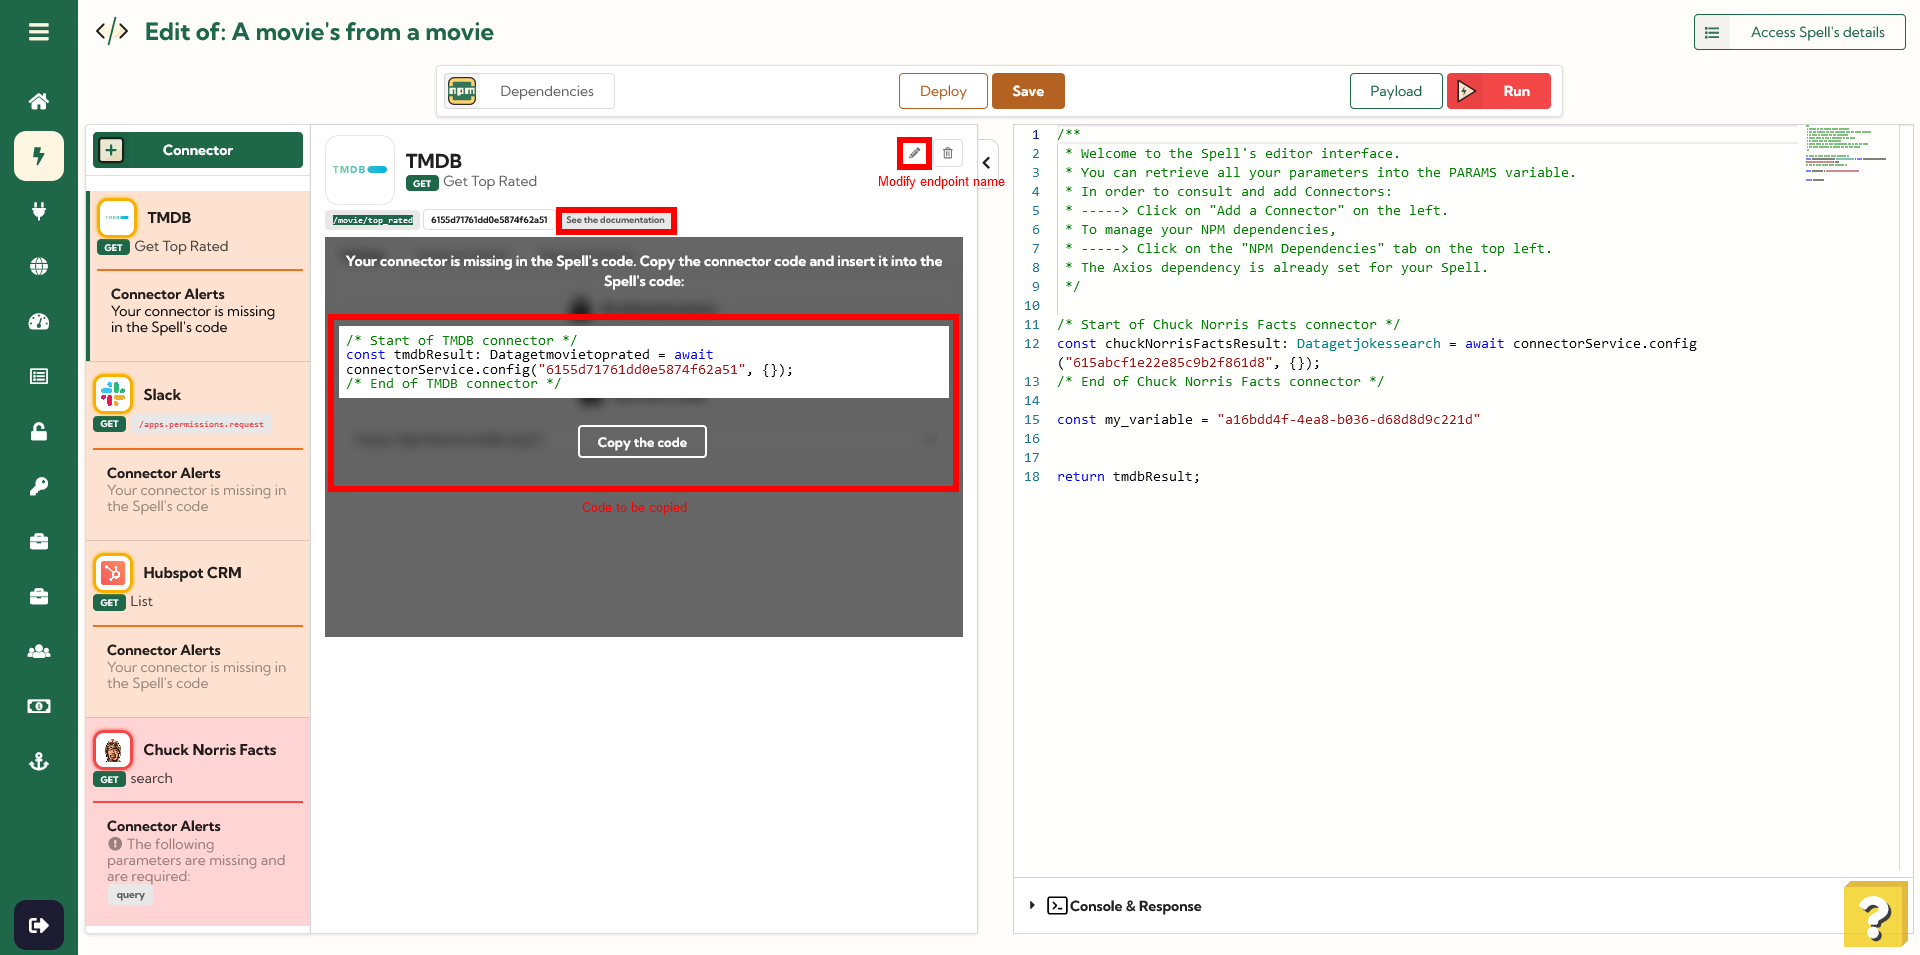 </> Edit of: A movie's from a movie
Access Spell's details
npm Dependencies
Deploy
Save
Payload
Run
+ Connector
TMDB
TMDB
GET Get Top Rated
Connector Alerts
Your connector is missing
in the Spell's code
Slack
GET /apps.permissions.request
Connector Alerts
Your connector is missing in
the Spell's code
Hubspot CRM
GET List
Connector Alerts
Your connector is missing in
the Spell's code
Chuck Norris Facts
GET search
Connector Alerts
The following
parameters are missing and
are required:
query
TMDB
TMDB
GET Get Top Rated
Modify endpoint name
/movie/top_rated 6155d71761dd0e5874f62a51 See the documentation
Your connector is missing in the Spell's code. Copy the connector code and insert it into the
Spell's code:
/* Start of TMDB connector */
const tmdbResult: Datagetmovietoprated = await
connectorService.config("6155d71761dd0e5874f62a51", {});
/* End of TMDB connector */
Copy the code
Code to be copied
1 /**
2 * Welcome to the Spell's editor interface.
3 * You can retrieve all your parameters into the PARAMS variable.
4 * In order to consult and add Connectors:
5 * -----> Click on "Add a Connector" on the left.
6 * To manage your NPM dependencies,
7 * -----> Click on the "NPM Dependencies" tab on the top left.
8 * The Axios dependency is already set for your Spell.
9 */
10
11 /* Start of Chuck Norris Facts connector */
12 const chuckNorrisFactsResult: Datagetjokessearch = await connectorService.config
("615abcf1e22e85c9b2f861d8", {});
13 /* End of Chuck Norris Facts connector */
14
15 const my_variable = "a16bdd4f-4ea8-b036-d68d8d9c221d"
16
17
18 return tmdbResult;
Console & Response
?